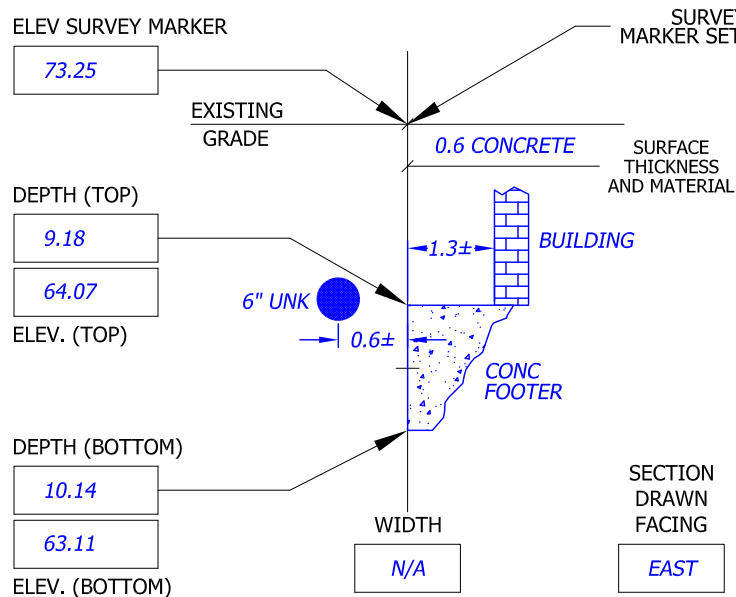 ELEV SURVEY MARKER
73.25
SURVEY
MARKER SET
EXISTING
GRADE
0.6 CONCRETE
SURFACE
THICKNESS
AND MATERIAL
DEPTH (TOP)
9.18
64.07
ELEV. (TOP)
1.3±
BUILDING
6" UNK
0.6±
CONC
FOOTER
DEPTH (BOTTOM)
10.14
63.11
ELEV. (BOTTOM)
WIDTH
N/A
SECTION
DRAWN
FACING
EAST